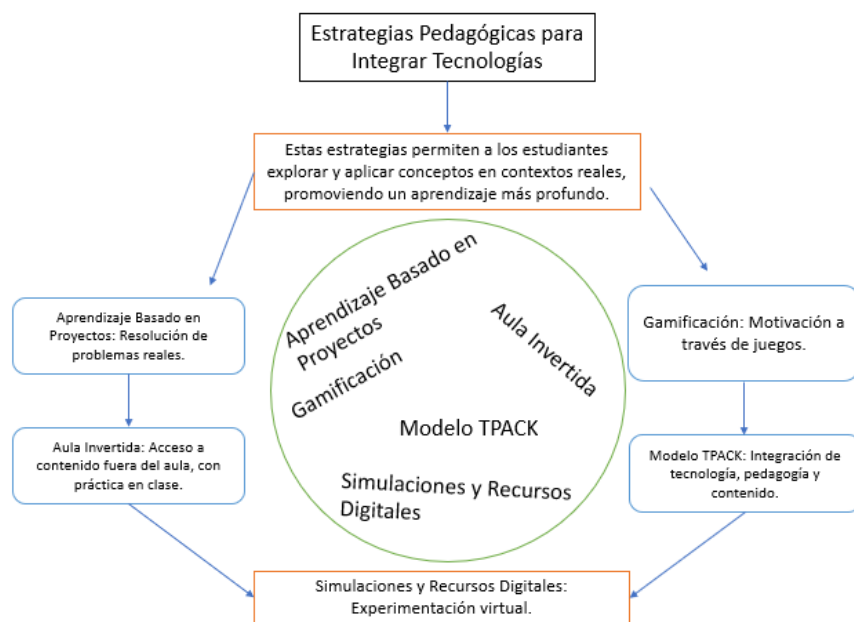 Estrategias Pedagógicas para
Integrar Tecnologías
Estas estrategias permiten a los estudiantes
explorar y aplicar conceptos en contextos reales,
promoviendo un aprendizaje más profundo.
Aprendizaje Basado en
Proyectos: Resolución de
problemas reales.
Aula Invertida: Acceso a
contenido fuera del aula, con
práctica en clase.
Aprendizaje Basado en
Proyectos
Gamificación
Aula Invertida
Modelo TPACK
Simulaciones y Recursos
Digitales
Gamificación: Motivación a
través de juegos.
Modelo TPACK: Integración de
tecnología, pedagogía y
contenido.
Simulaciones y Recursos Digitales:
Experimentación virtual.